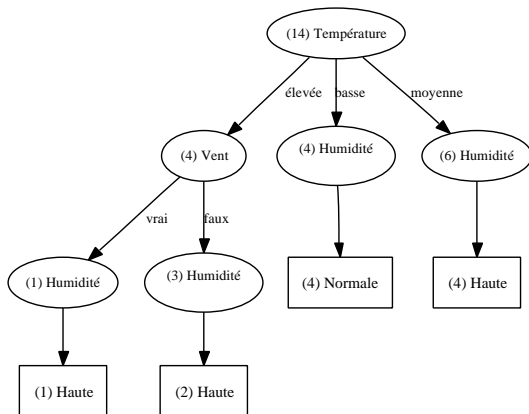 (14) Température
élevée
basse
moyenne
(4) Vent
(4) Humidité
(6) Humidité
vrai
faux
(1) Humidité
(3) Humidité
(4) Normale
(4) Haute
(1) Haute
(2) Haute